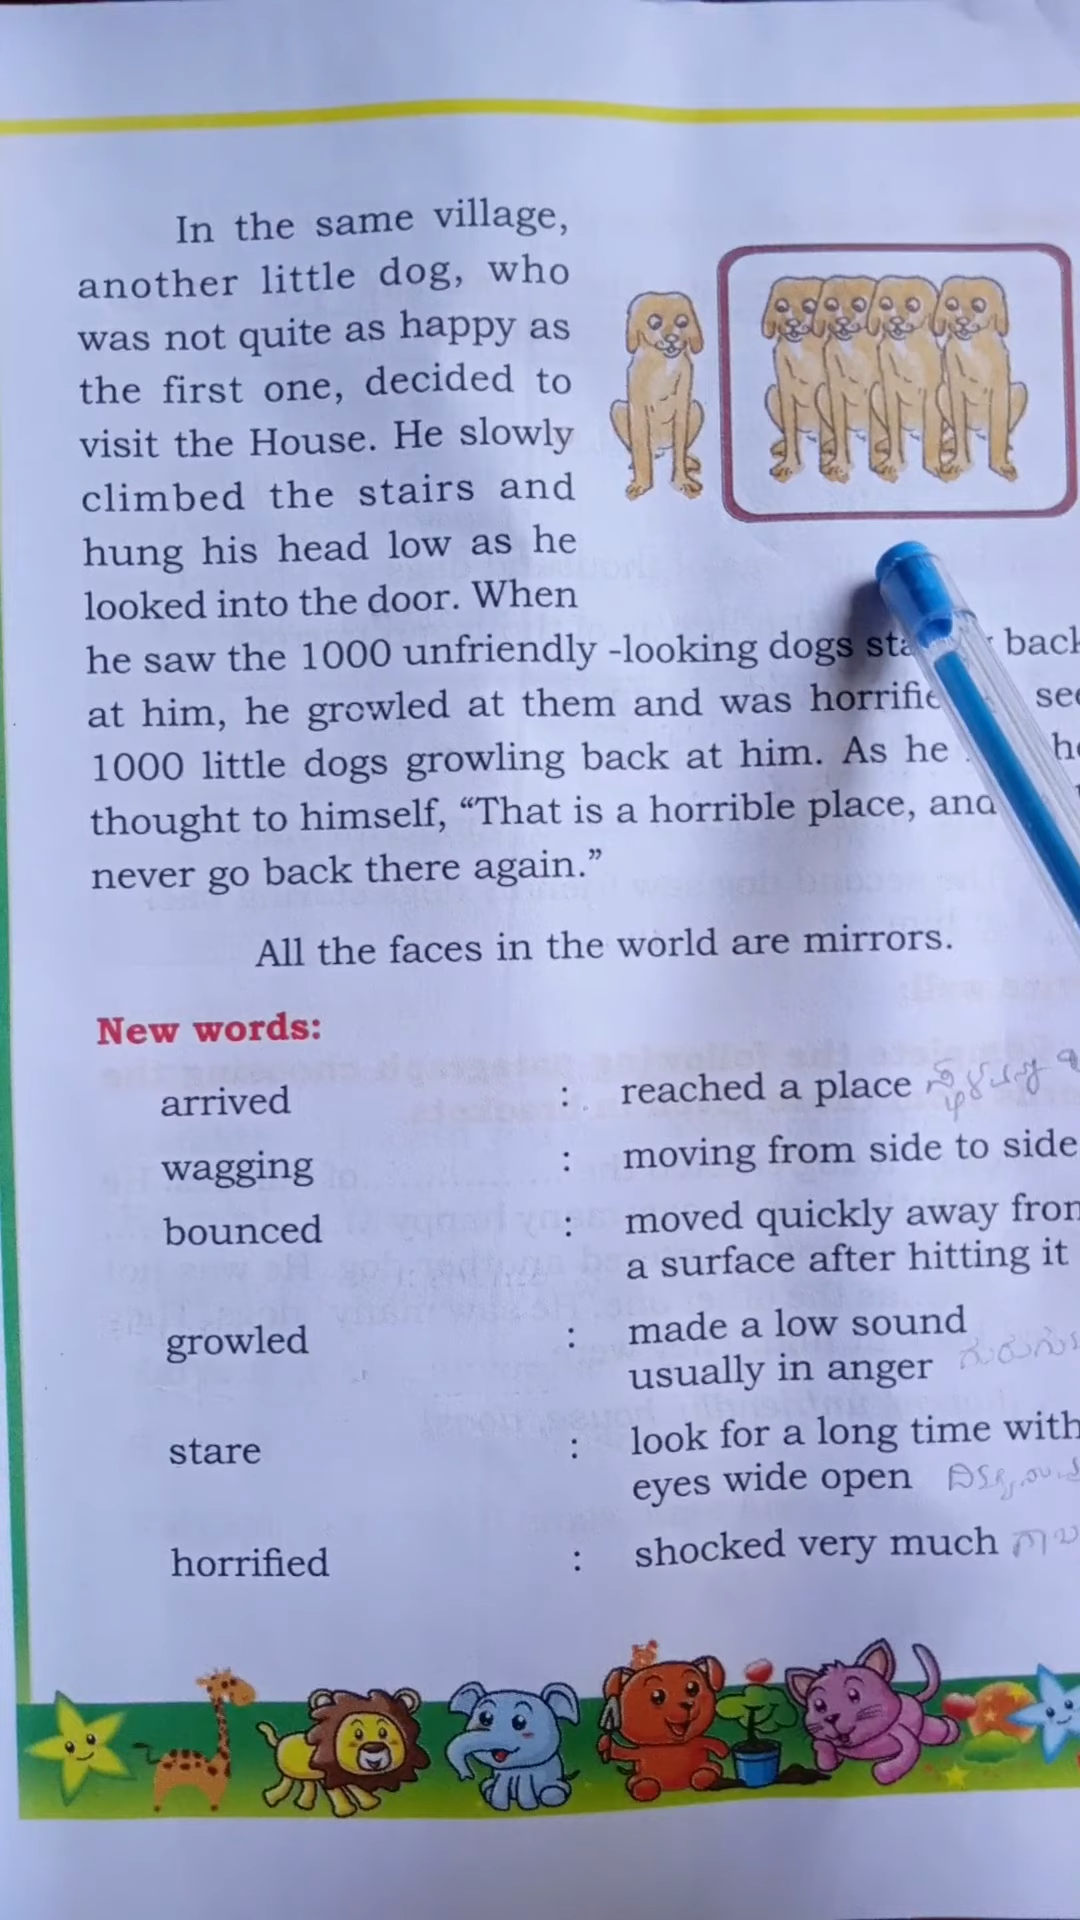 In the same village,
another little dog, who
was not quite as happy as
the first one, decided to
visit the House. He slowly
climbed the stairs and
hung his head low as he
looked into the door. When
he saw the 1000 unfriendly -looking dogs back
at him, he growled at them and was
1000 little dogs growling back at him. As he
thought to himself, “That is a horrible place, and
never go back there again.”
All the faces in the world are mirrors.
New words:
arrived : reached a place
wagging : moving from side to side
bounced : moved quickly away from
a surface after hitting it
growled : made a low sound
usually in anger
stare : look for a long time with
eyes wide open
horrified : shocked very much